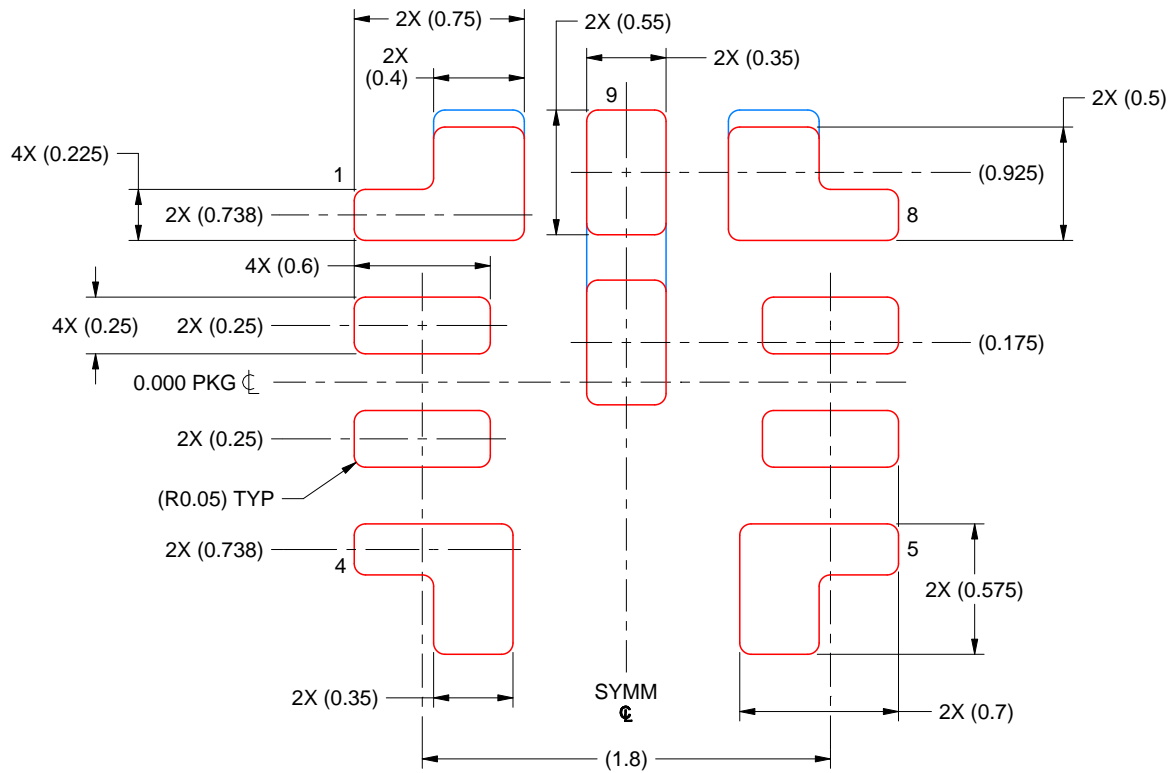 2X (0.75)
2X (0.55)
2X
(0.4)
2X (0.35)
9
2X (0.5)
4X (0.225)
1
(0.925)
2X (0.738)
8
4X (0.6)
4X (0.25)
2X (0.25)
(0.175)
0.000 PKG ℄
2X (0.25)
(R0.05) TYP
2X (0.738)
4
5
2X (0.575)
2X (0.35)
SYMM
℄
2X (0.7)
(1.8)